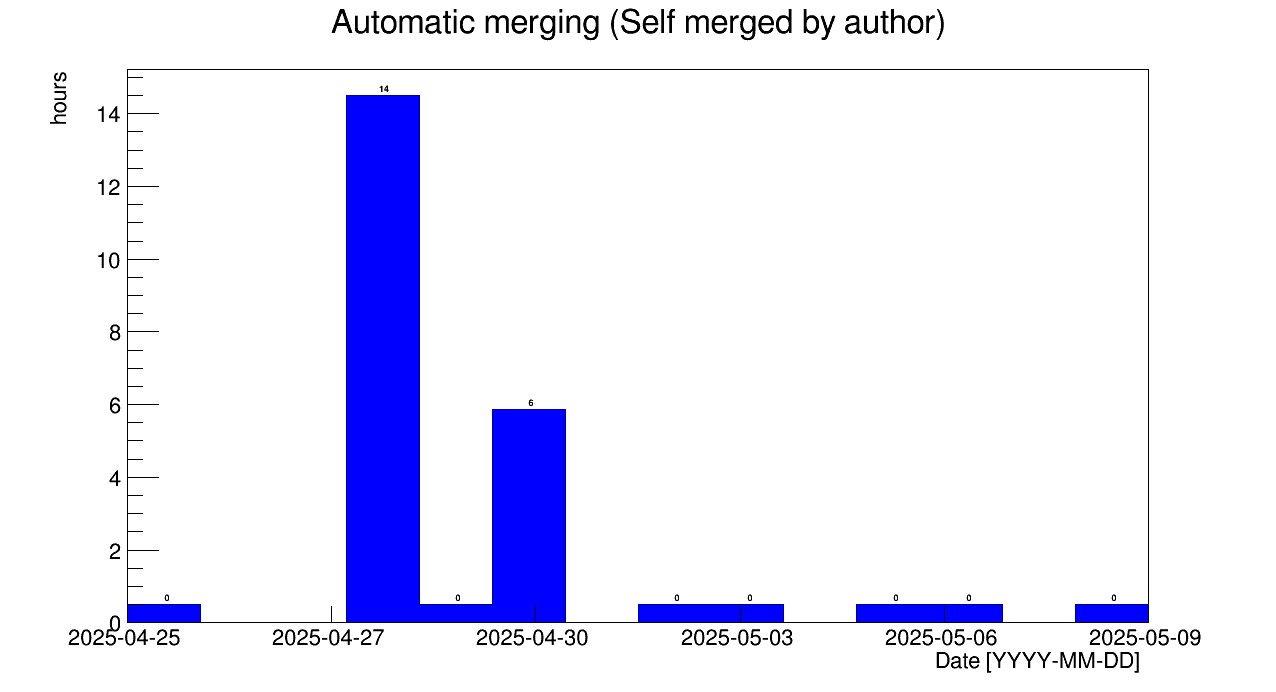 Automatic merging (Self merged by author)
hours
14
12
10
8
6
4
2
0
0 14 0 6 0 0 0 0 0
2025-04-25 2025-04-27 2025-04-30 2025-05-03 2025-05-06 2025-05-09
Date [YYYY-MM-DD]